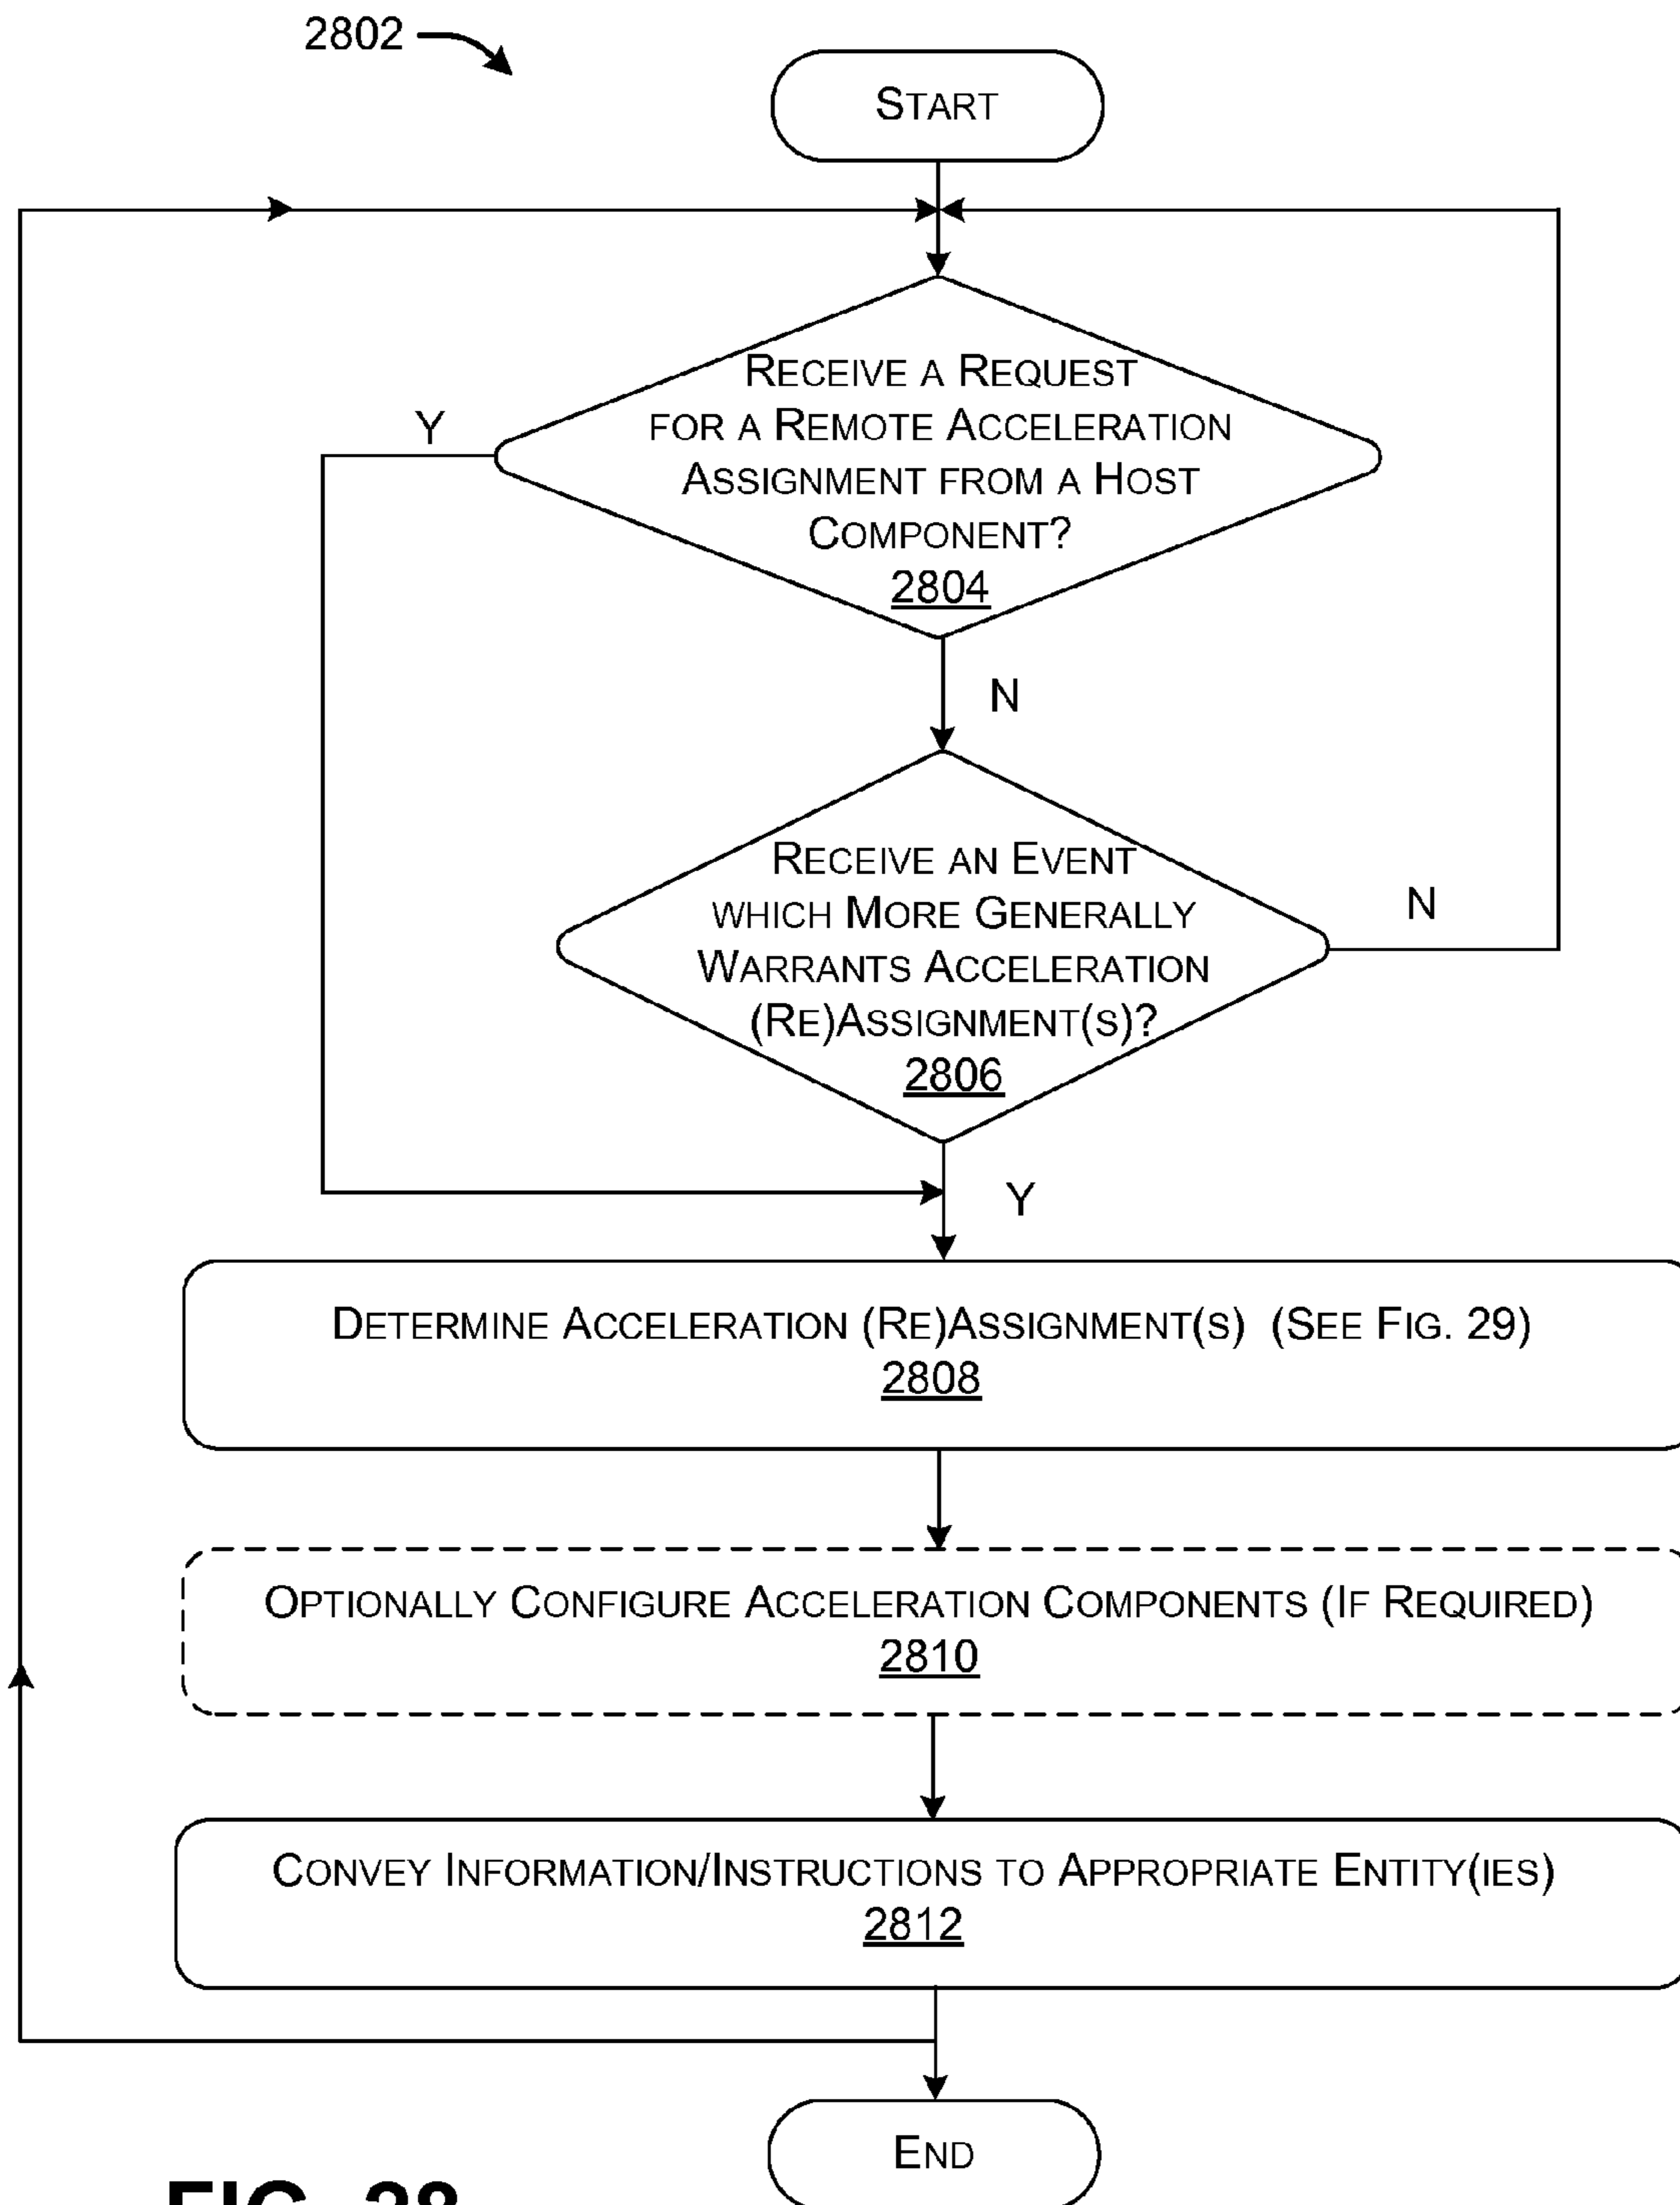 2802
START
RECEIVE A REQUEST
FOR A REMOTE ACCELERATION
ASSIGNMENT FROM A HOST
COMPONENT?
2804
Y
N
RECEIVE AN EVENT
WHICH MORE GENERALLY
WARRANTS ACCELERATION
(RE)ASSIGNMENT(S)?
2806
N
Y
DETERMINE ACCELERATION (RE)ASSIGNMENT(S) (SEE FIG. 29)
2808
OPTIONALLY CONFIGURE ACCELERATION COMPONENTS (IF REQUIRED)
2810
CONVEY INFORMATION/INSTRUCTIONS TO APPROPRIATE ENTITY(IES)
2812
END
FIG. 28